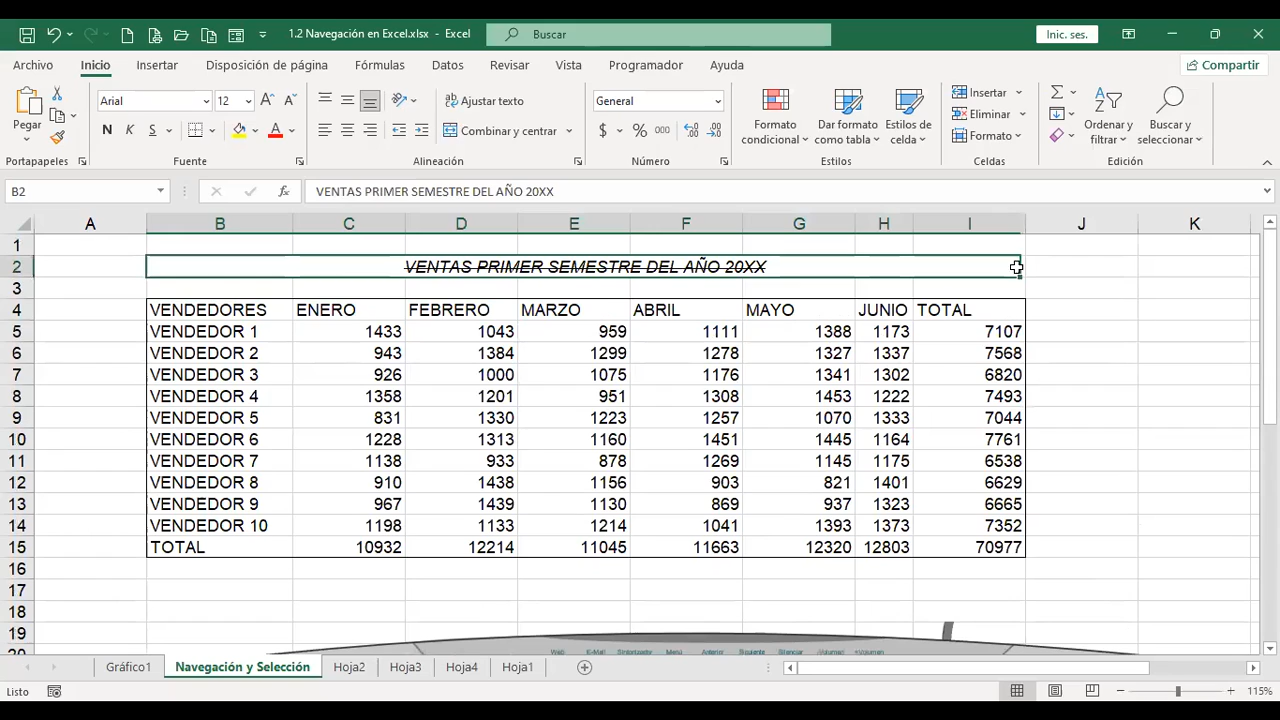 1.2 Navegación en Excel.xlsx - Excel
Buscar
Inic. ses.
Archivo Inicio Insertar Disposición de página Fórmulas Datos Revisar Vista Programador Ayuda Compartir
Pegar
Portapapeles
Arial 12
N K S
Fuente
Ajustar texto
Combinar y centrar
Alineación
General
$ % 000
Número
Formato condicional
Dar formato como tabla
Estilos de celda
Estilos
Insertar
Eliminar
Formato
Celdas
Ordenar y filtrar
Buscar y seleccionar
Edición
B2 fx VENTAS PRIMER SEMESTRE DEL AÑO 20XX
A B C D E F G H I J K
1
2 VENTAS PRIMER SEMESTRE DEL AÑO 20XX
3
4 VENDEDORES ENERO FEBRERO MARZO ABRIL MAYO JUNIO TOTAL
5 VENDEDOR 1 1433 1043 959 1111 1388 1173 7107
6 VENDEDOR 2 943 1384 1299 1278 1327 1337 7568
7 VENDEDOR 3 926 1000 1075 1176 1341 1302 6820
8 VENDEDOR 4 1358 1201 951 1308 1453 1222 7493
9 VENDEDOR 5 831 1330 1223 1257 1070 1333 7044
10 VENDEDOR 6 1228 1313 1160 1451 1445 1164 7761
11 VENDEDOR 7 1138 933 878 1269 1145 1175 6538
12 VENDEDOR 8 910 1438 1156 903 821 1401 6629
13 VENDEDOR 9 967 1439 1130 869 937 1323 6665
14 VENDEDOR 10 1198 1133 1214 1041 1393 1373 7352
15 TOTAL 10932 12214 11045 11663 12320 12803 70977
16
17
18
19
Web E-Mail Menú Anterior Siguiente Silenciar
Gráfico1 Navegación y Selección Hoja2 Hoja3 Hoja4 Hoja1
Listo 115%